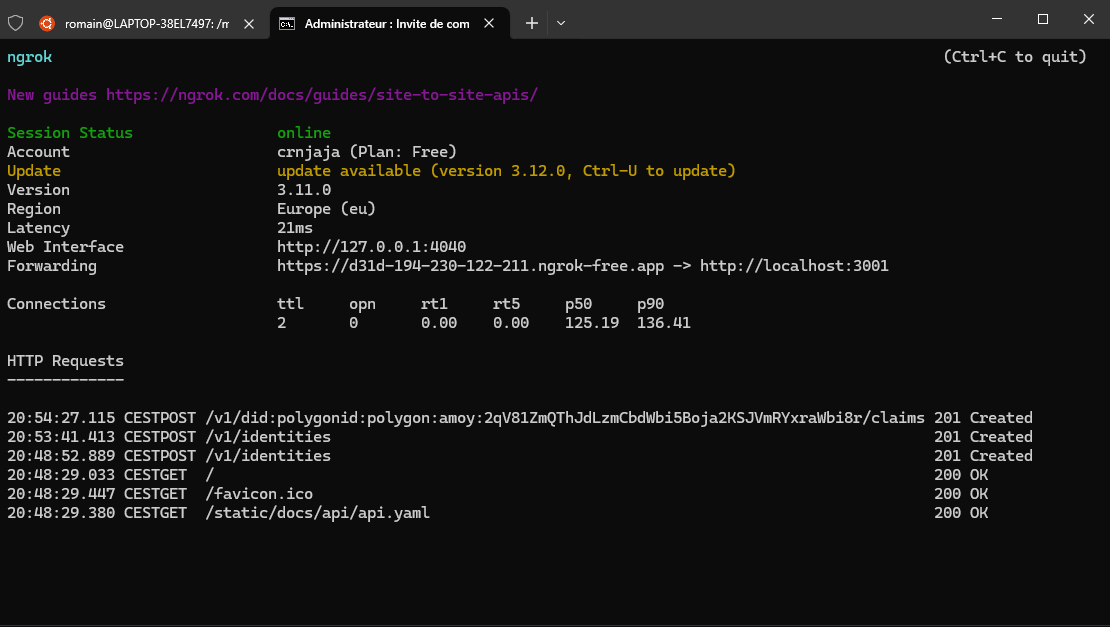 romain@LAPTOP-38EL7497: /m
Administrateur : Invite de com
ngrok (Ctrl+C to quit)
New guides https://ngrok.com/docs/guides/site-to-site-apis/
Session Status online
Account crnjaja (Plan: Free)
Update update available (version 3.12.0, Ctrl-U to update)
Version 3.11.0
Region Europe (eu)
Latency 21ms
Web Interface http://127.0.0.1:4040
Forwarding https://d31d-194-230-122-211.ngrok-free.app -> http://localhost:3001
Connections ttl opn rt1 rt5 p50 p90
2 0 0.00 0.00 125.19 136.41
HTTP Requests
-------------
20:54:27.115 CESTPOST /v1/did:polygonid:polygon:amoy:2qV81ZmQThJdLzmCbdWbi5Boja2KSJVmRYxraWbi8r/claims 201 Created
20:53:41.413 CESTPOST /v1/identities 201 Created
20:48:52.889 CESTPOST /v1/identities 201 Created
20:48:29.033 CESTGET / 200 OK
20:48:29.447 CESTGET /favicon.ico 200 OK
20:48:29.380 CESTGET /static/docs/api/api.yaml 200 OK